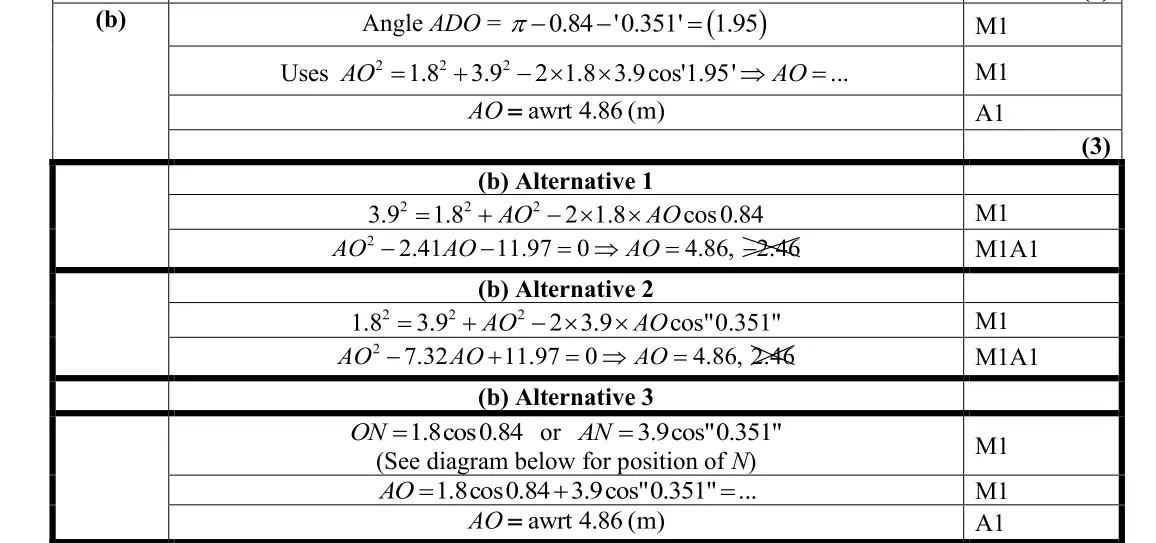 (b)
Angle ADO = π − 0.84 − '0.351' = (1.95)
M1
Uses AO² = 1.8² + 3.9² − 2×1.8×3.9cos'1.95' ⇒ AO = ...
M1
AO = awrt 4.86 (m)
A1
(3)
(b) Alternative 1
3.9² = 1.8² + AO² − 2×1.8×AO cos0.84
M1
AO² − 2.41AO − 11.97 = 0 ⇒ AO = 4.86, −2.46
M1A1
(b) Alternative 2
1.8² = 3.9² + AO² − 2×3.9×AO cos"0.351"
M1
AO² − 7.32AO + 11.97 = 0 ⇒ AO = 4.86, 2.46
M1A1
(b) Alternative 3
ON = 1.8cos0.84 or AN = 3.9cos"0.351"
(See diagram below for position of N)
M1
AO = 1.8cos0.84 + 3.9cos"0.351" = ...
M1
AO = awrt 4.86 (m)
A1